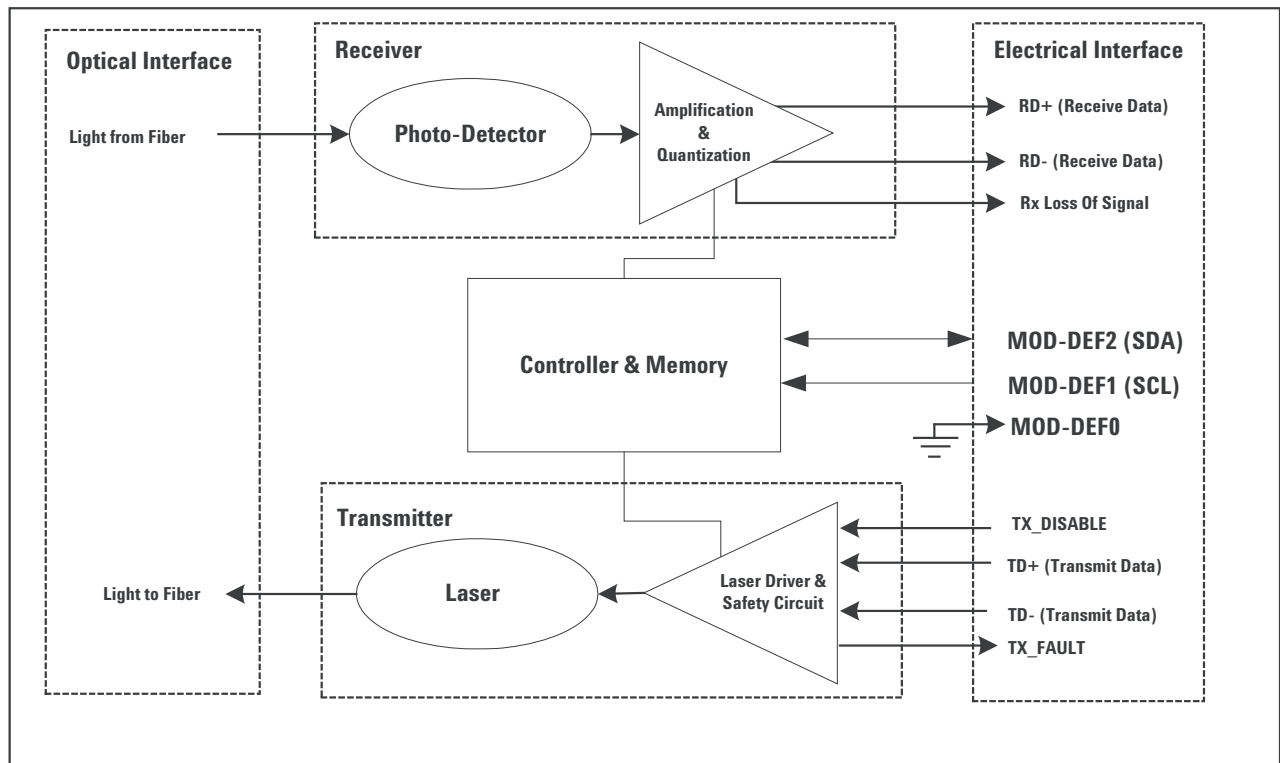 Optical Interface
Receiver
Electrical Interface
Light from Fiber
Photo-Detector
Amplification
&
Quantization
RD+ (Receive Data)
RD- (Receive Data)
Rx Loss Of Signal
Controller & Memory
MOD-DEF2 (SDA)
MOD-DEF1 (SCL)
MOD-DEF0
Transmitter
Light to Fiber
Laser
Laser Driver &
Safety Circuit
TX_DISABLE
TD+ (Transmit Data)
TD- (Transmit Data)
TX_FAULT